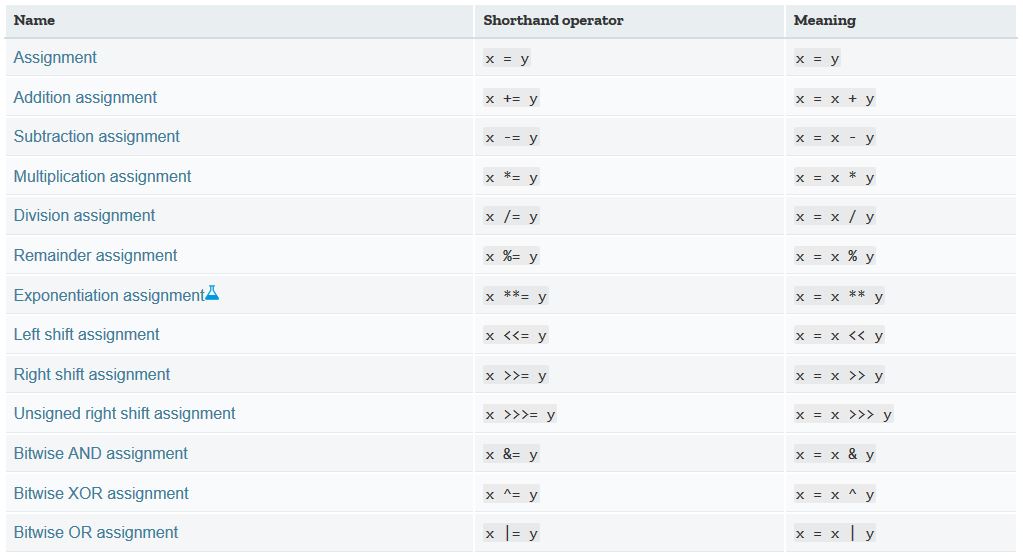 Name Shorthand operator Meaning
Assignment x = y x = y
Addition assignment x += y x = x + y
Subtraction assignment x -= y x = x - y
Multiplication assignment x *= y x = x * y
Division assignment x /= y x = x / y
Remainder assignment x %= y x = x % y
Exponentiation assignment x **= y x = x ** y
Left shift assignment x <<= y x = x << y
Right shift assignment x >>= y x = x >> y
Unsigned right shift assignment x >>>= y x = x >>> y
Bitwise AND assignment x &= y x = x & y
Bitwise XOR assignment x ^= y x = x ^ y
Bitwise OR assignment x |= y x = x | y